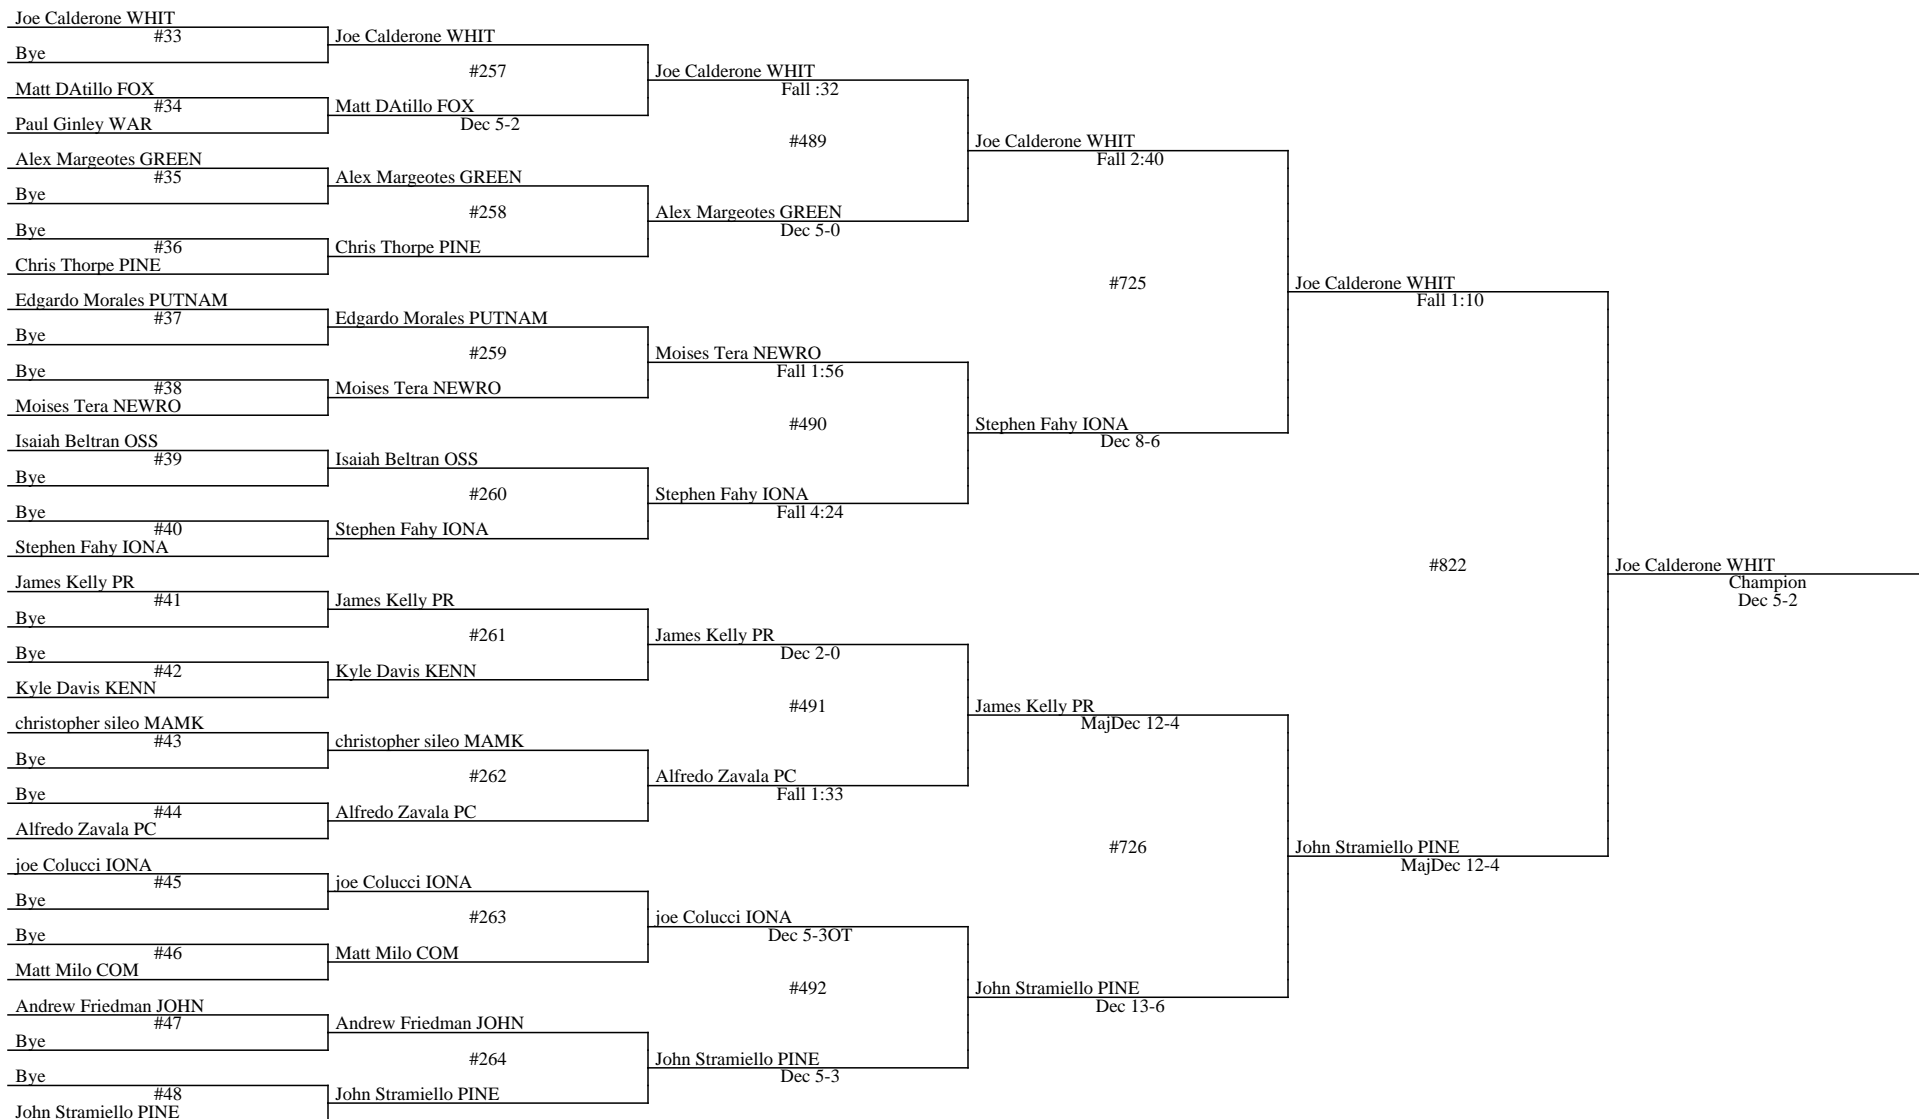 Joe Calderone WHIT
#33
Joe Calderone WHIT
Bye
#257
Joe Calderone WHIT
Fall :32
Matt DAtillo FOX
#34
Matt DAtillo FOX
Paul Ginley WAR
Dec 5-2
#489
Joe Calderone WHIT
Fall 2:40
Alex Margeotes GREEN
#35
Alex Margeotes GREEN
Bye
#258
Alex Margeotes GREEN
Dec 5-0
Bye
#36
Chris Thorpe PINE
Chris Thorpe PINE
#725
Joe Calderone WHIT
Fall 1:10
Edgardo Morales PUTNAM
#37
Edgardo Morales PUTNAM
Bye
#259
Moises Tera NEWRO
Fall 1:56
Bye
#38
Moises Tera NEWRO
Moises Tera NEWRO
#490
Stephen Fahy IONA
Dec 8-6
Isaiah Beltran OSS
#39
Isaiah Beltran OSS
Bye
#260
Stephen Fahy IONA
Fall 4:24
Bye
#40
Stephen Fahy IONA
Stephen Fahy IONA
#822
Joe Calderone WHIT
Champion
Dec 5-2
James Kelly PR
#41
James Kelly PR
Bye
#261
James Kelly PR
Dec 2-0
Bye
#42
Kyle Davis KENN
Kyle Davis KENN
#491
James Kelly PR
MajDec 12-4
christopher sileo MAMK
#43
christopher sileo MAMK
Bye
#262
Alfredo Zavala PC
Fall 1:33
Bye
#44
Alfredo Zavala PC
Alfredo Zavala PC
#726
John Stramiello PINE
MajDec 12-4
joe Colucci IONA
#45
joe Colucci IONA
Bye
#263
joe Colucci IONA
Dec 5-3OT
Bye
#46
Matt Milo COM
Matt Milo COM
#492
John Stramiello PINE
Dec 13-6
Andrew Friedman JOHN
#47
Andrew Friedman JOHN
Bye
#264
John Stramiello PINE
Dec 5-3
Bye
#48
John Stramiello PINE
John Stramiello PINE